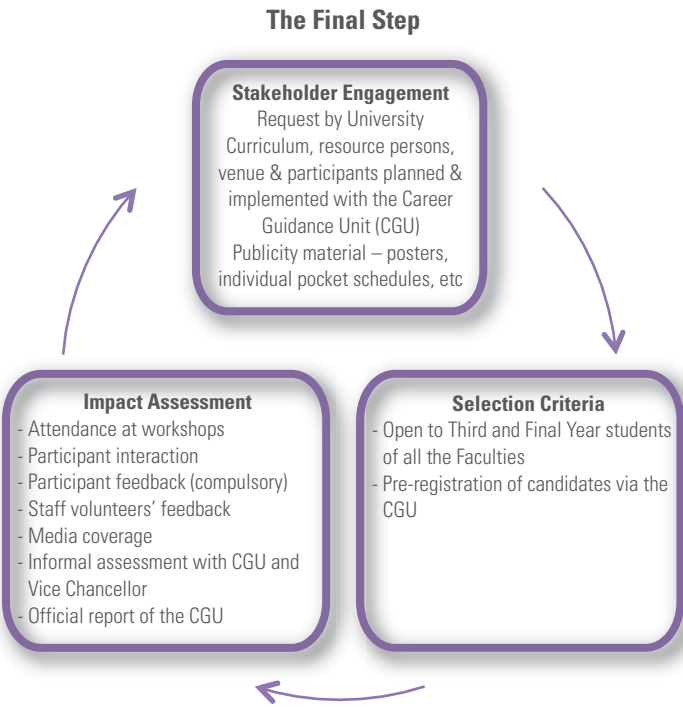 The Final Step
Stakeholder Engagement
Request by University
Curriculum, resource persons,
venue & participants planned &
implemented with the Career
Guidance Unit (CGU)
Publicity material – posters,
individual pocket schedules, etc
Impact Assessment
- Attendance at workshops
- Participant interaction
- Participant feedback (compulsory)
- Staff volunteers’ feedback
- Media coverage
- Informal assessment with CGU and
Vice Chancellor
- Official report of the CGU
Selection Criteria
- Open to Third and Final Year students
of all the Faculties
- Pre-registration of candidates via the
CGU